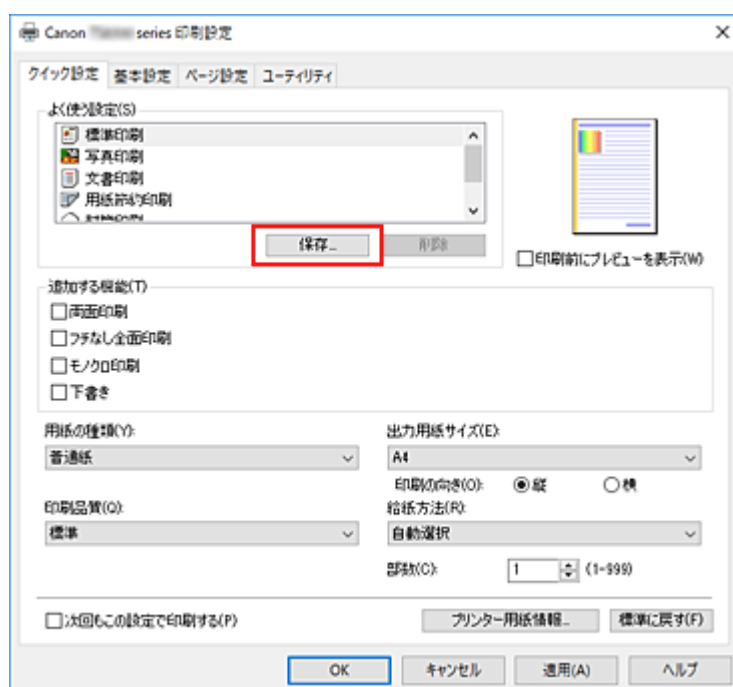 Canon series 印刷設定
クイック設定 基本設定 ページ設定 ユーティリティ
よく使う設定(S)
標準印刷
写真印刷
文書印刷
用紙節約印刷
保存... 削除
印刷前にプレビューを表示(W)
追加する機能(T)
両面印刷
フチなし全面印刷
モノクロ印刷
下書き
用紙の種類(Y): 出力用紙サイズ(E):
普通紙 A4
印刷の向き(O): 縦 横
印刷品質(Q): 給紙方法(R):
標準 自動選択
部数(C): 1 (1-999)
次回もこの設定で印刷する(P) プリンター用紙情報... 標準に戻す(F)
OK キャンセル 適用(A) ヘルプ